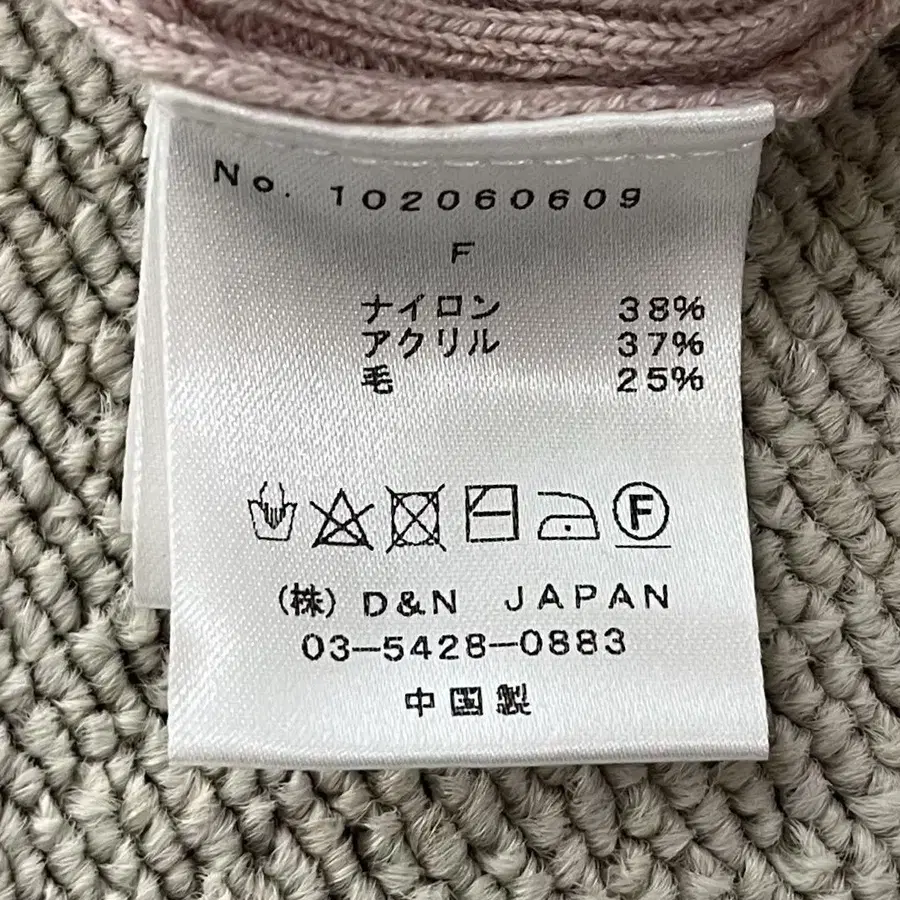 No. 102060609
F
ナイロン 38%
アクリル 37%
毛 25%
F
(株) D&N JAPAN
03-5428-0883
中国製